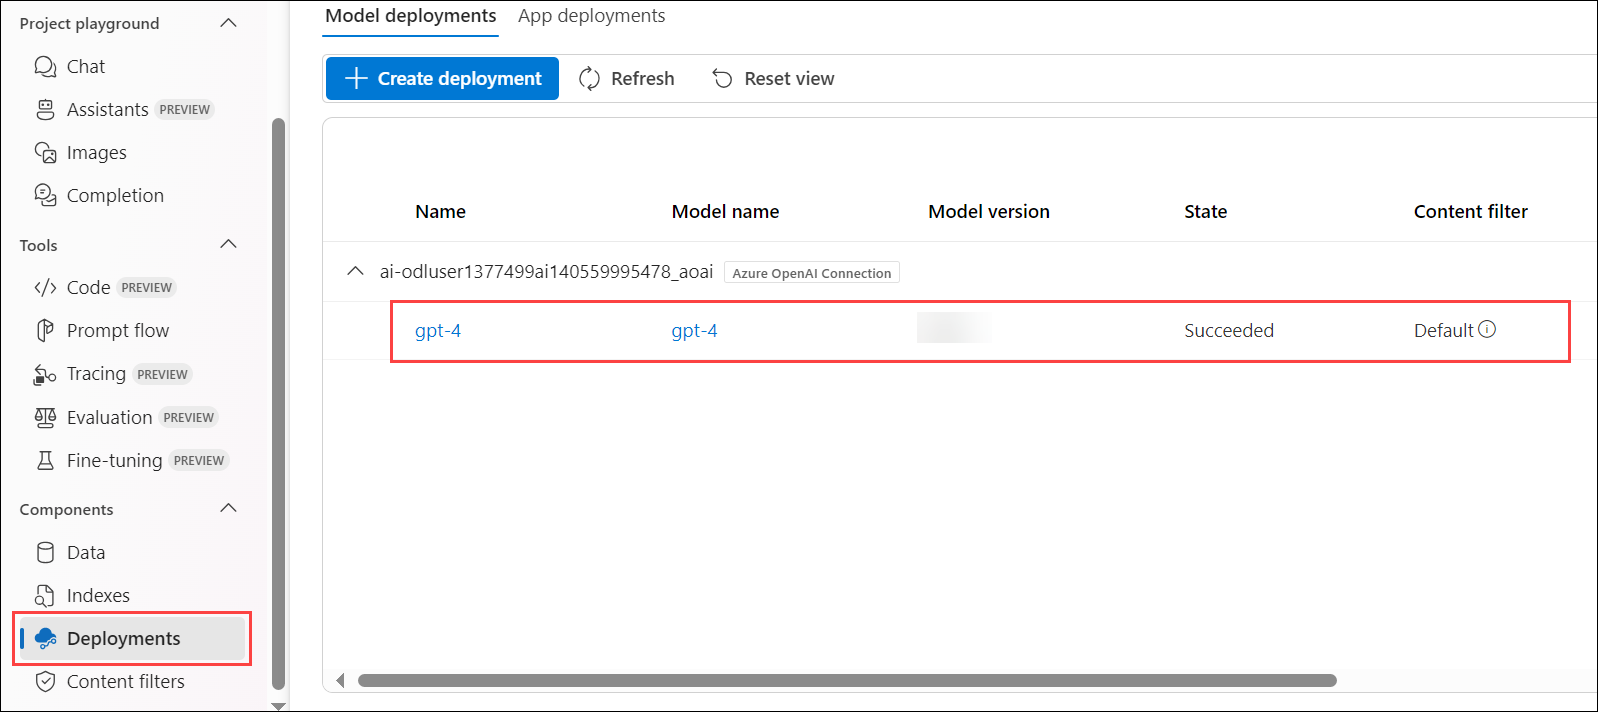 Project playground
Chat
Assistants PREVIEW
Images
Completion
Tools
Code PREVIEW
Prompt flow
Tracing PREVIEW
Evaluation PREVIEW
Fine-tuning PREVIEW
Components
Data
Indexes
Deployments
Content filters
Model deployments App deployments
Create deployment Refresh Reset view
Name Model name Model version State Content filter
ai-odluser1377499ai140559995478_aoai Azure OpenAI Connection
gpt-4 gpt-4 Succeeded Default